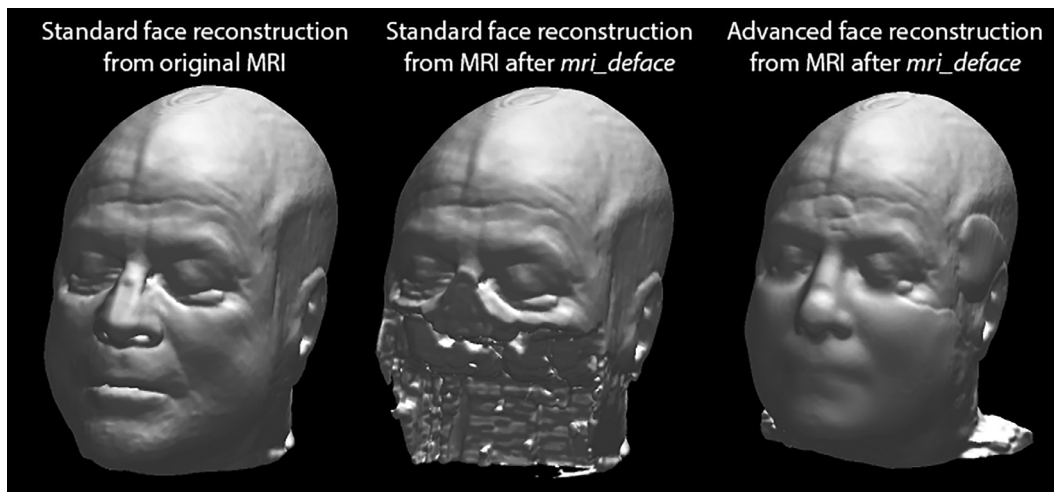 Standard face reconstruction
from original MRI
Standard face reconstruction
from MRI after mri_deface
Advanced face reconstruction
from MRI after mri_deface